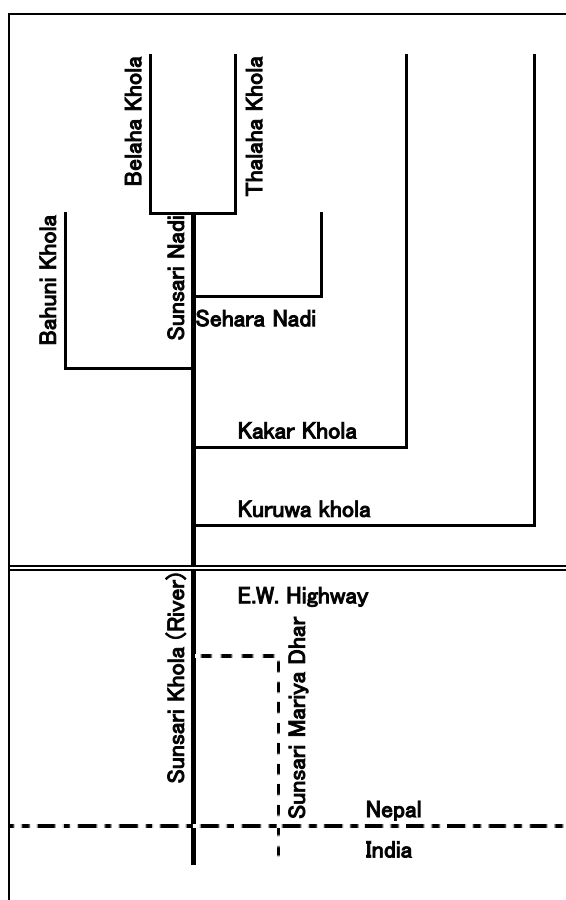 Belaha Khola
Thalaha Khola
Bahuni Khola
Sunsari Nadi
Sehara Nadi
Kakar Khola
Kuruwa khola
E.W. Highway
Sunsari Khola (River)
Sunsari Mariya Dhar
Nepal
India